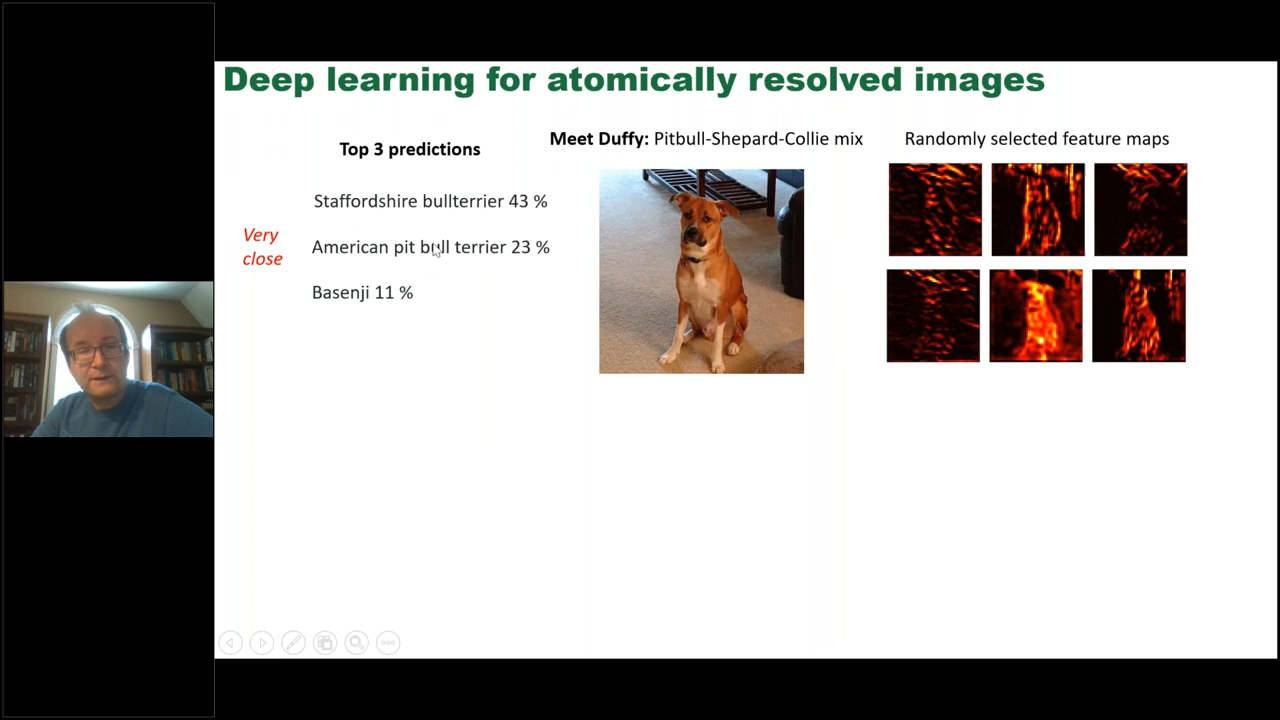 Deep learning for atomically resolved images
Top 3 predictions
Meet Duffy: Pitbull-Shepard-Collie mix
Randomly selected feature maps
Staffordshire bullterrier 43 %
Very
close
American pit bull terrier 23 %
Basenji 11 %